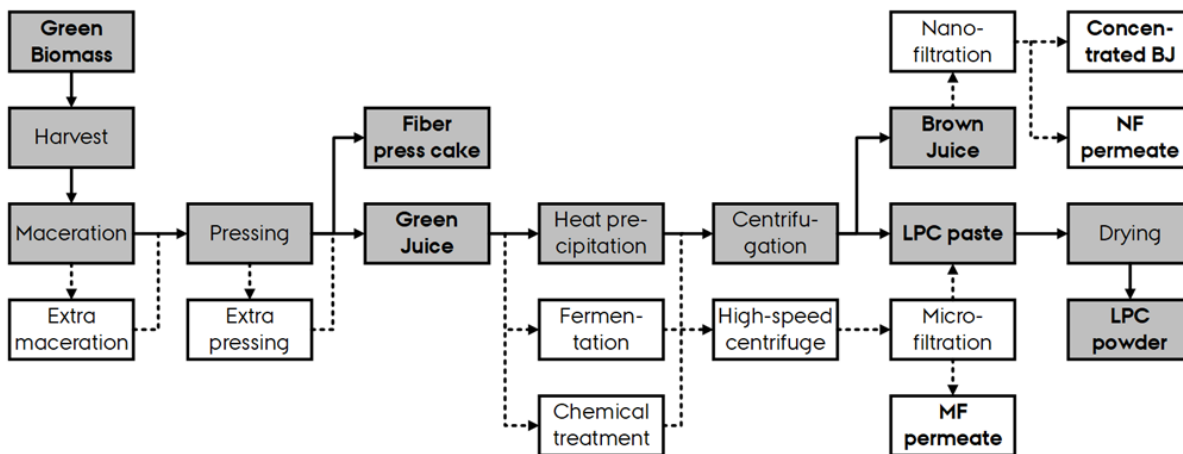 Green
Biomass
Nano-
filtration
Concen-
trated BJ
Harvest
Fiber
press cake
Brown
Juice
NF
permeate
Maceration
Pressing
Green
Juice
Heat pre-
cipitation
Centrifu-
gation
LPC paste
Drying
Extra
maceration
Extra
pressing
Fermen-
tation
High-speed
centrifuge
Micro-
filtration
LPC
powder
Chemical
treatment
MF
permeate